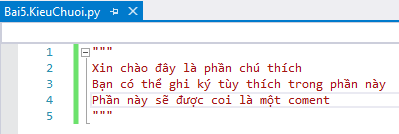 Bai5.KieuChuoi.py
1 """
2 Xin chào đây là phần chú thích
3 Bạn có thể ghi ký tùy thích trong phần này
4 Phần này sẽ được coi là một coment
5 """